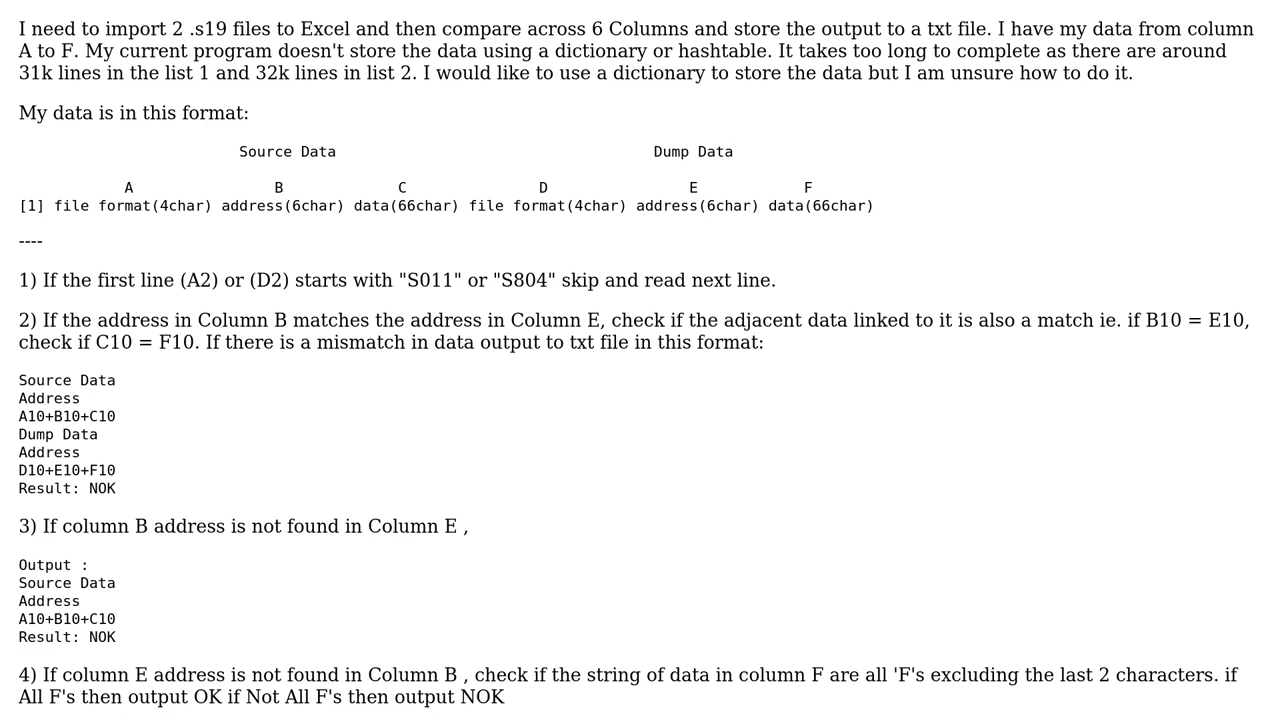 I need to import 2 .s19 files to Excel and then compare across 6 Columns and store the output to a txt file. I have my data from column
A to F. My current program doesn't store the data using a dictionary or hashtable. It takes too long to complete as there are around
31k lines in the list 1 and 32k lines in list 2. I would like to use a dictionary to store the data but I am unsure how to do it.
My data is in this format:
Source Data Dump Data
A B C D E F
[1] file format(4char) address(6char) data(66char) file format(4char) address(6char) data(66char)
----
1) If the first line (A2) or (D2) starts with "S011" or "S804" skip and read next line.
2) If the address in Column B matches the address in Column E, check if the adjacent data linked to it is also a match ie. if B10 = E10,
check if C10 = F10. If there is a mismatch in data output to txt file in this format:
Source Data
Address
A10+B10+C10
Dump Data
Address
D10+E10+F10
Result: NOK
3) If column B address is not found in Column E ,
Output :
Source Data
Address
A10+B10+C10
Result: NOK
4) If column E address is not found in Column B , check if the string of data in column F are all 'F's excluding the last 2 characters. if
All F's then output OK if Not All F's then output NOK